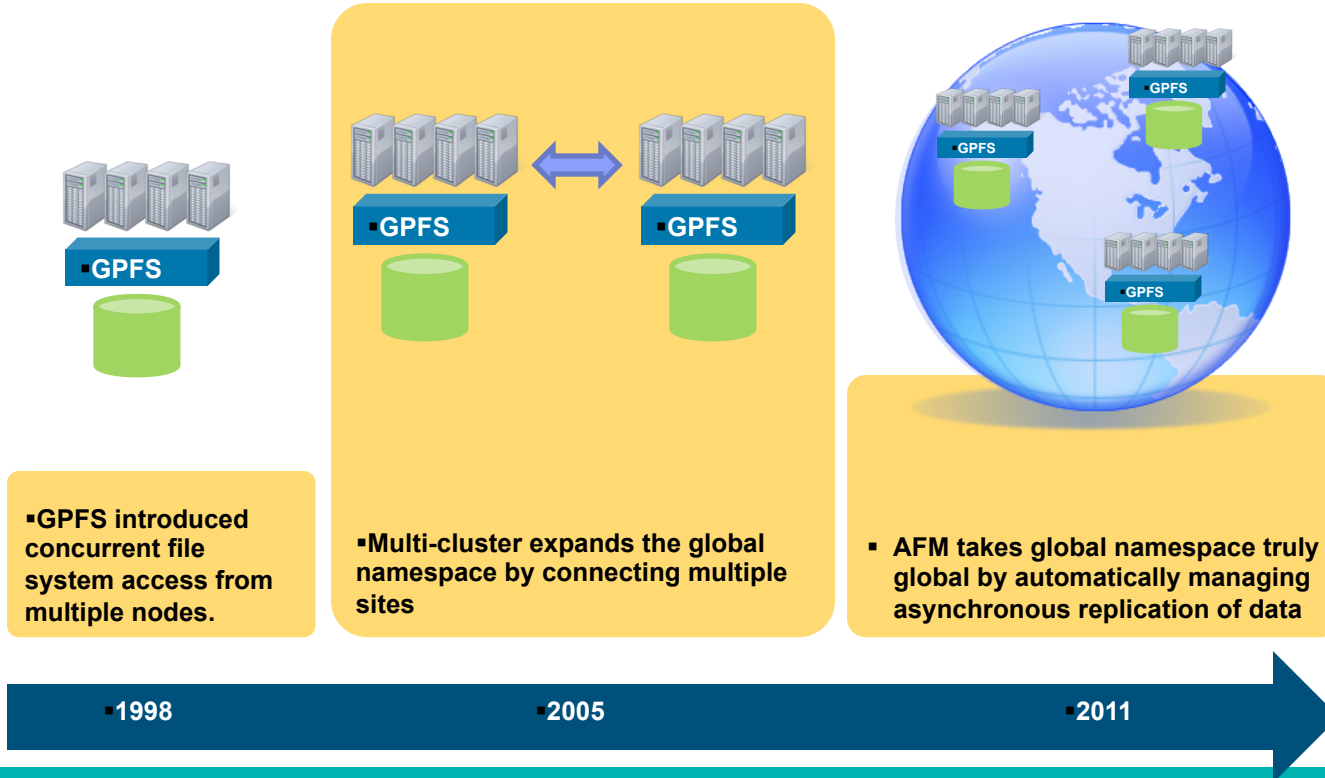 ▪GPFS
▪GPFS introduced
concurrent file
system access from
multiple nodes.
▪GPFS
▪GPFS
▪Multi-cluster expands the global
namespace by connecting multiple
sites
▪GPFS
▪GPFS
▪GPFS
▪ AFM takes global namespace truly
global by automatically managing
asynchronous replication of data
▪1998
▪2005
▪2011